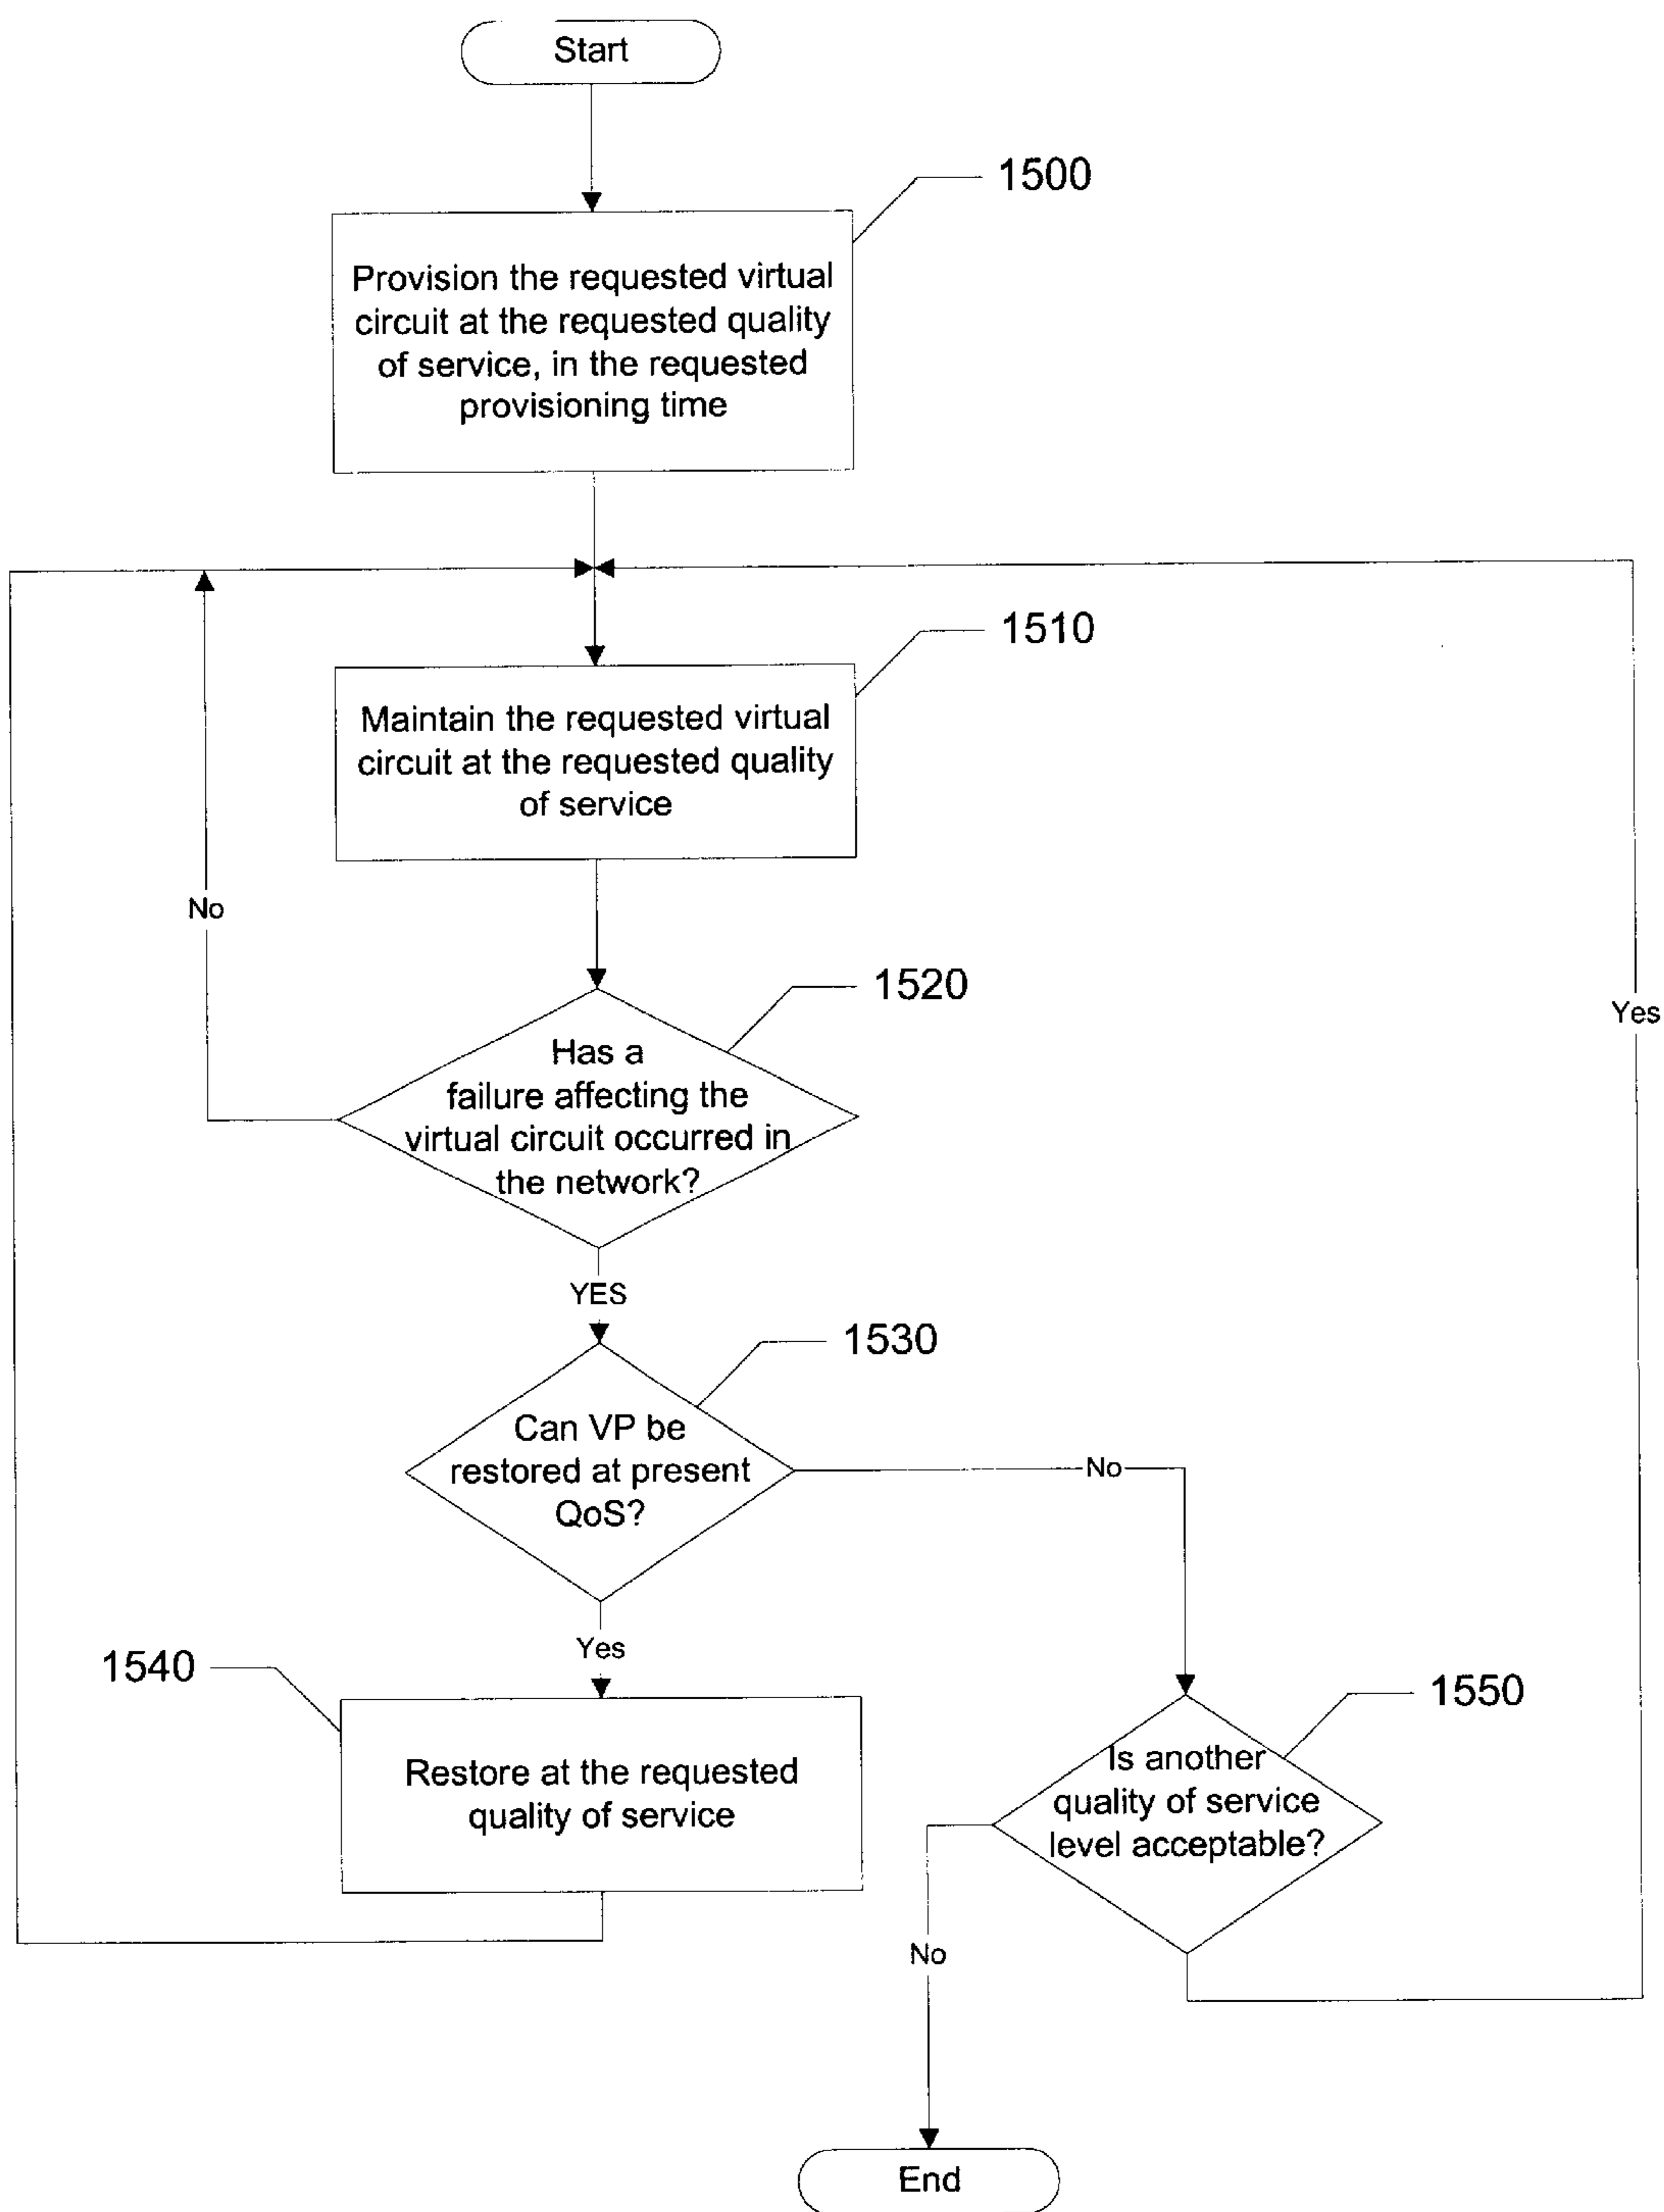 Start
1500
Provision the requested virtual
circuit at the requested quality
of service, in the requested
provisioning time
1510
Maintain the requested virtual
circuit at the requested quality
of service
No
1520
Yes
Has a
failure affecting the
virtual circuit occurred in
the network?
YES
1530
Can VP be
restored at present
QoS?
No
Yes
1540
1550
Restore at the requested
quality of service
Is another
quality of service
level acceptable?
No
End